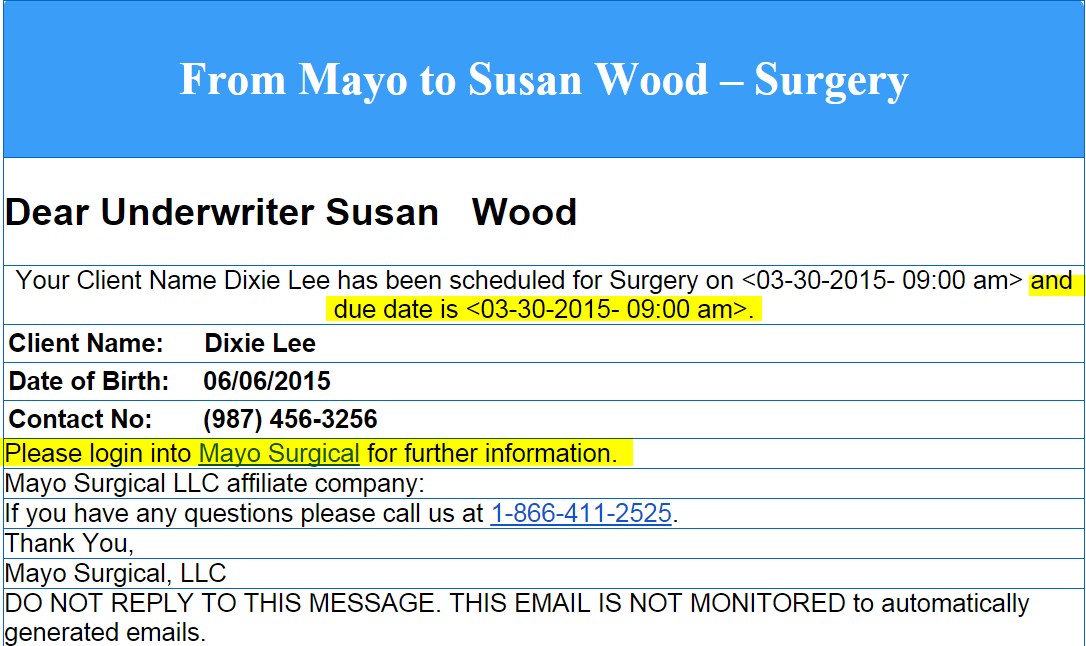 From Mayo to Susan Wood – Surgery
Dear Underwriter Susan   Wood
Your Client Name Dixie Lee has been scheduled for Surgery on <03-30-2015- 09:00 am> and
due date is <03-30-2015- 09:00 am>.
Client Name: Dixie Lee
Date of Birth: 06/06/2015
Contact No: (987) 456-3256
Please login into Mayo Surgical for further information.
Mayo Surgical LLC affiliate company:
If you have any questions please call us at 1-866-411-2525.
Thank You,
Mayo Surgical, LLC
DO NOT REPLY TO THIS MESSAGE. THIS EMAIL IS NOT MONITORED to automatically
generated emails.